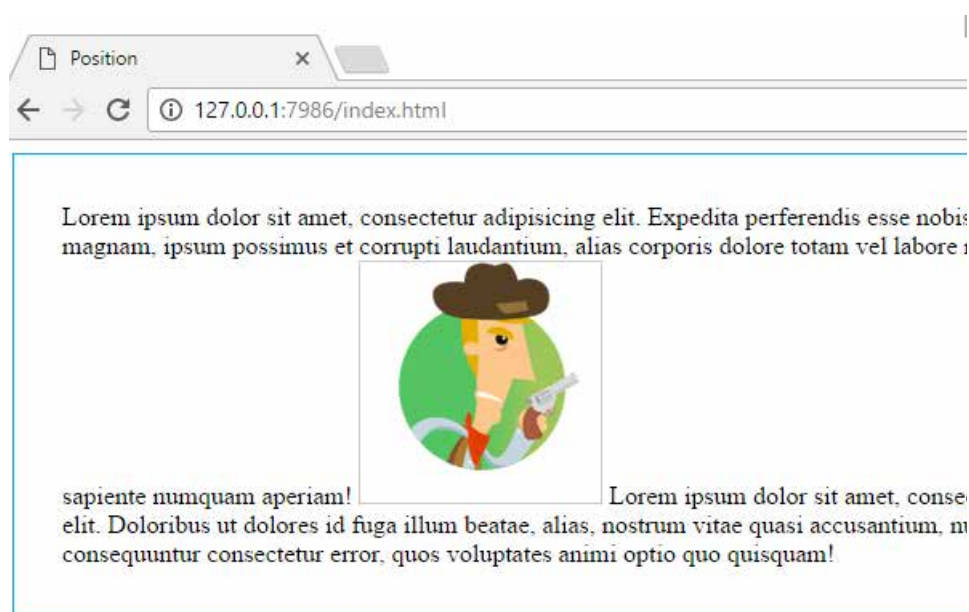 Position
127.0.0.1:7986/index.html
Lorem ipsum dolor sit amet, consectetur adipisicing elit. Expedita perferendis esse nobis
magnam, ipsum possimus et corrupti laudantium, alias corporis dolore totam vel labore
sapiente numquam aperiam! Lorem ipsum dolor sit amet,
elit. Doloribus ut dolores id fuga illum beatae, alias, nostrum vitae quasi accusantium,
consequuntur consectetur error, quos voluptates animi optio quo quisquam!